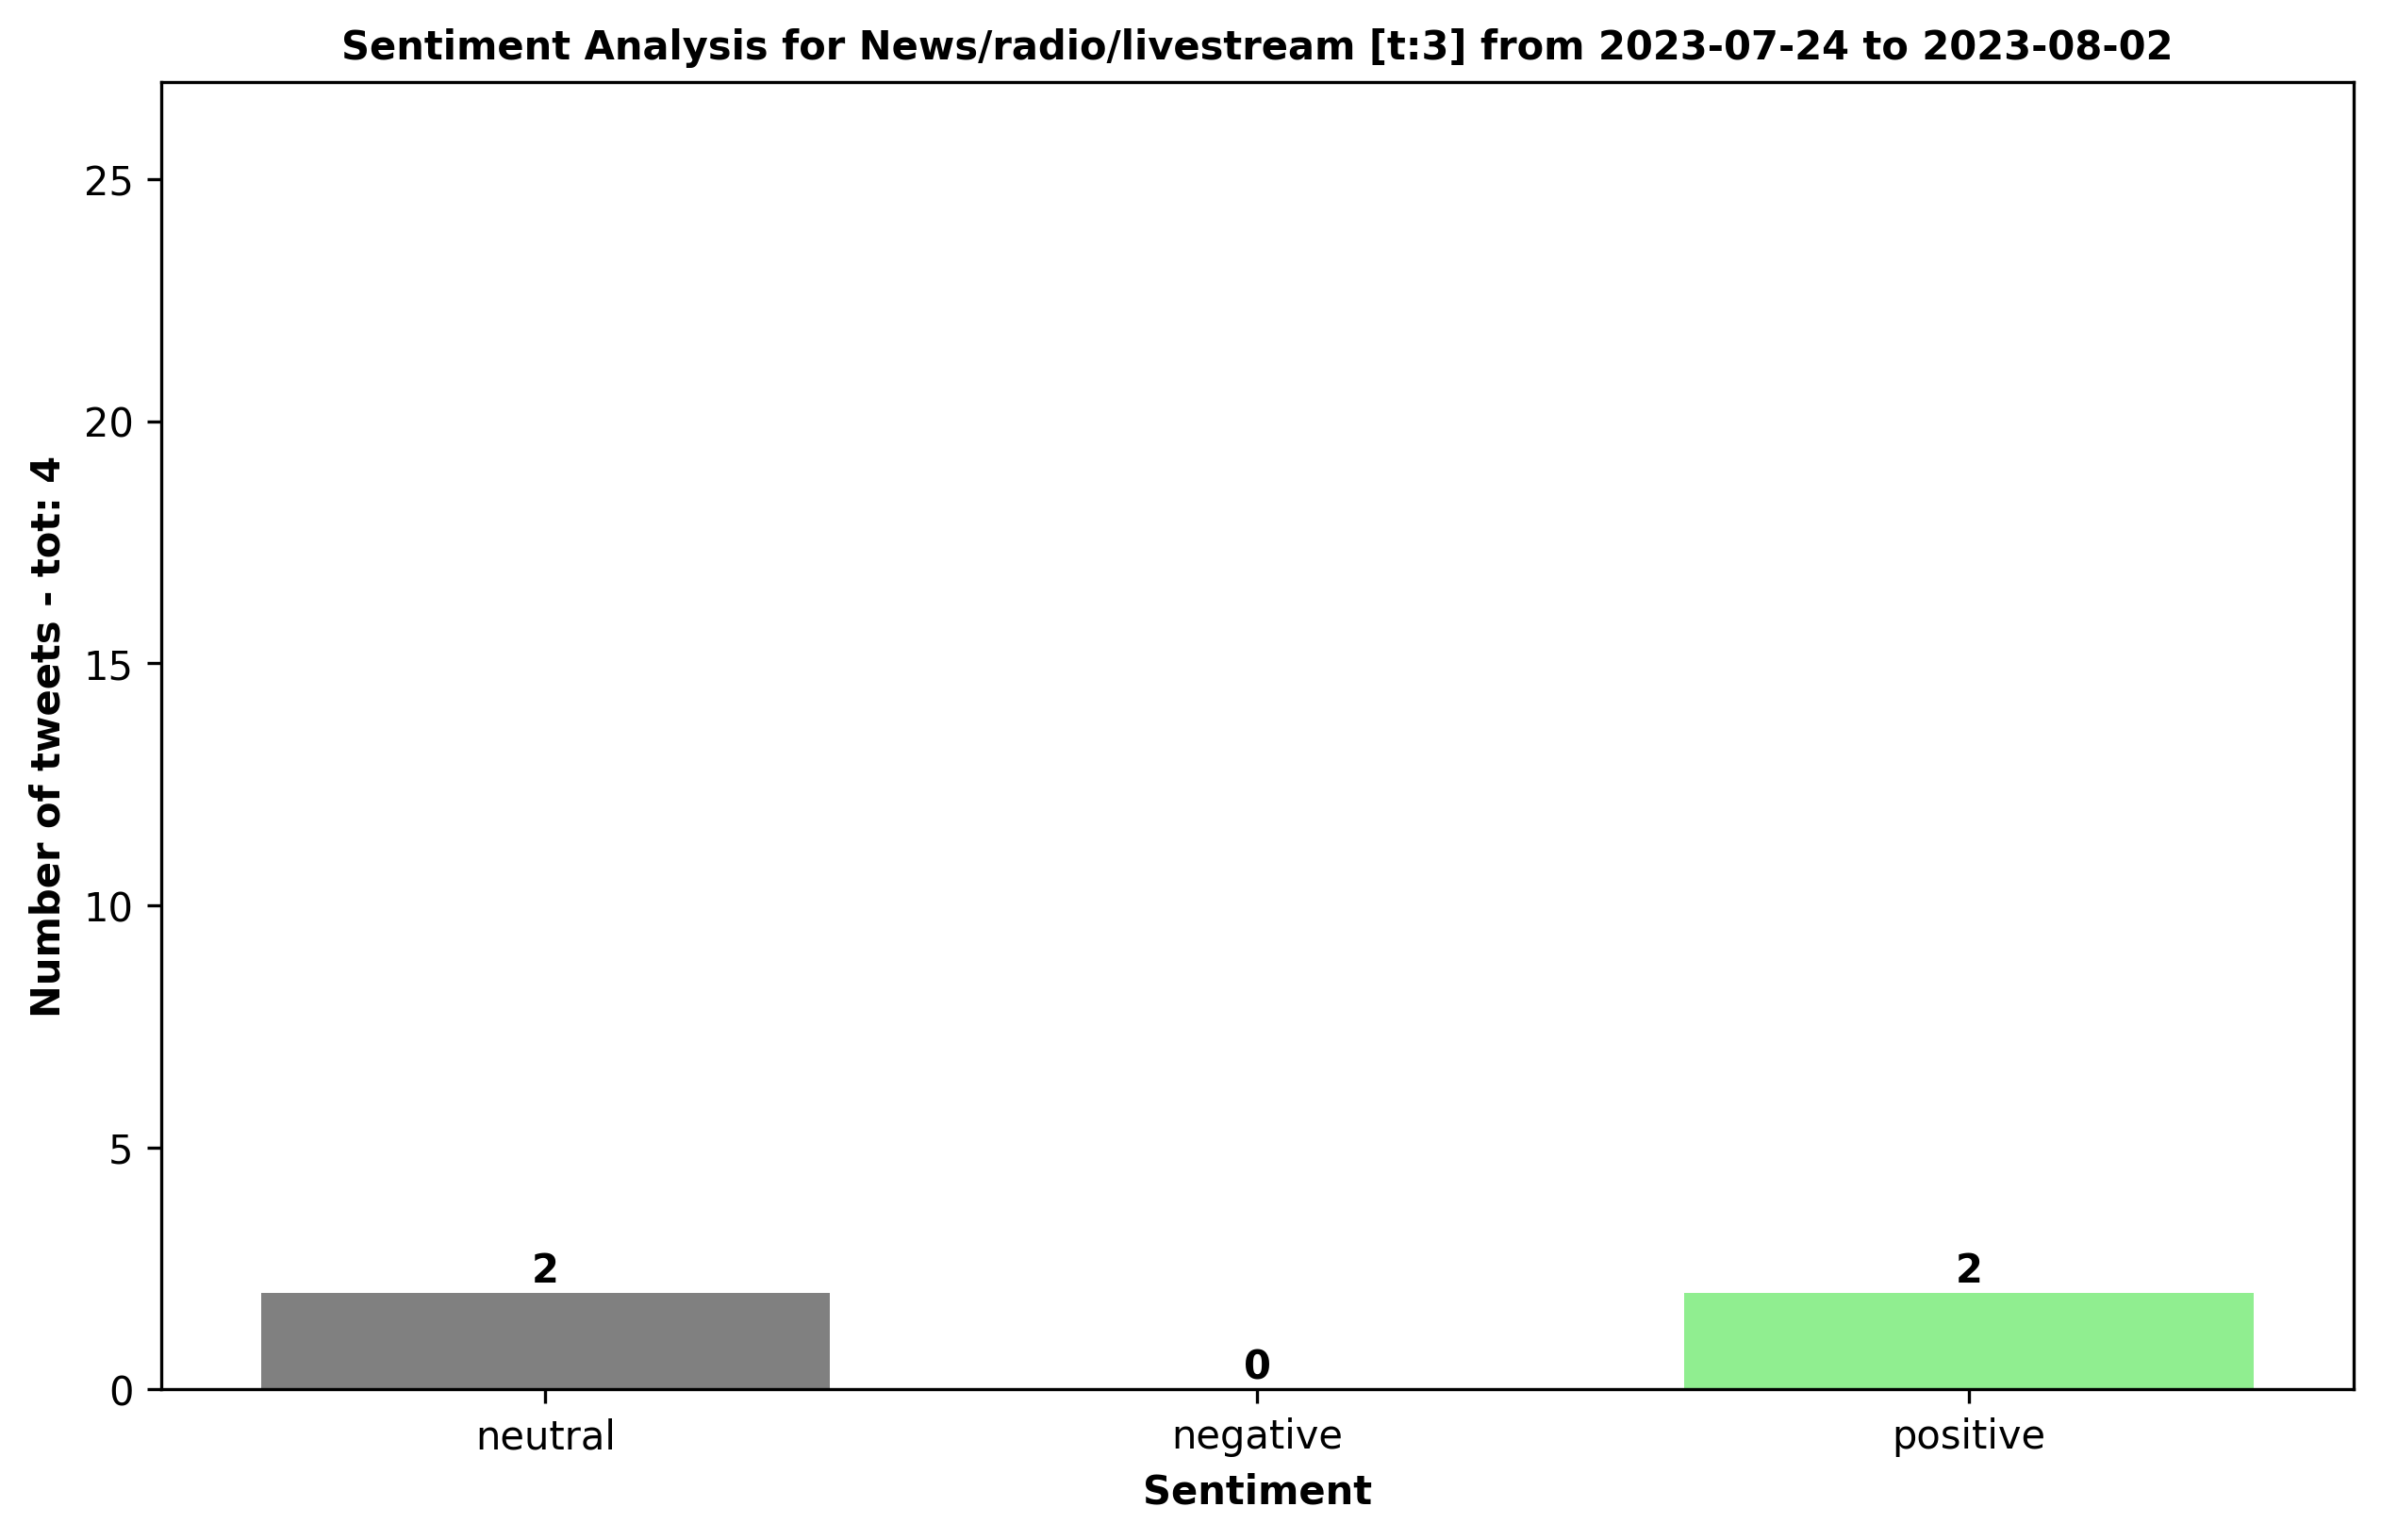 Sentiment Analysis for News/radio/livestream [t:3] from 2023-07-24 to 2023-08-02
Number of tweets - tot: 4
25
20
15
10
5
0
2
0
2
neutral
negative
positive
Sentiment